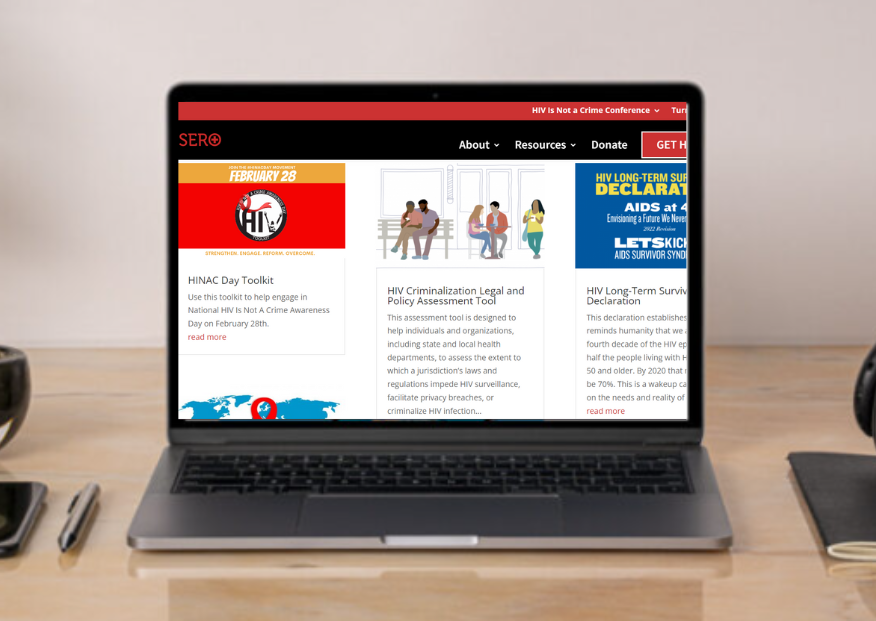 HIV Is Not a Crime Conference
SERO
About
Resources
Donate
GET H
FEBRUARY 28
HIV
STRENGTHEN. ENGAGE. REFORM. OVERCOME.
HINAC Day Toolkit
Use this toolkit to help engage in
National HIV Is Not A Crime Awareness
Day on February 28th.
read more
HIV Criminalization Legal and
Policy Assessment Tool
This assessment tool is designed to
help individuals and organizations,
including state and local health
departments, to assess the extent to
which a jurisdiction's laws and
regulations impede HIV surveillance,
facilitate privacy breaches, or
criminalize HIV infection...
HIV LONG-TERM SUR
DECLARAT
AIDS at 4
Envisioning a Future We Never
2022 Revision
LETSKICK
AIDS SURVIVOR SYND
HIV Long-Term Surviv
Declaration
This declaration establishes
reminds humanity that we
fourth decade of the HIV ep
half the people living with H
50 and older. By 2020 that
be 70%. This is a wakeup ca
on the needs and reality of
read more